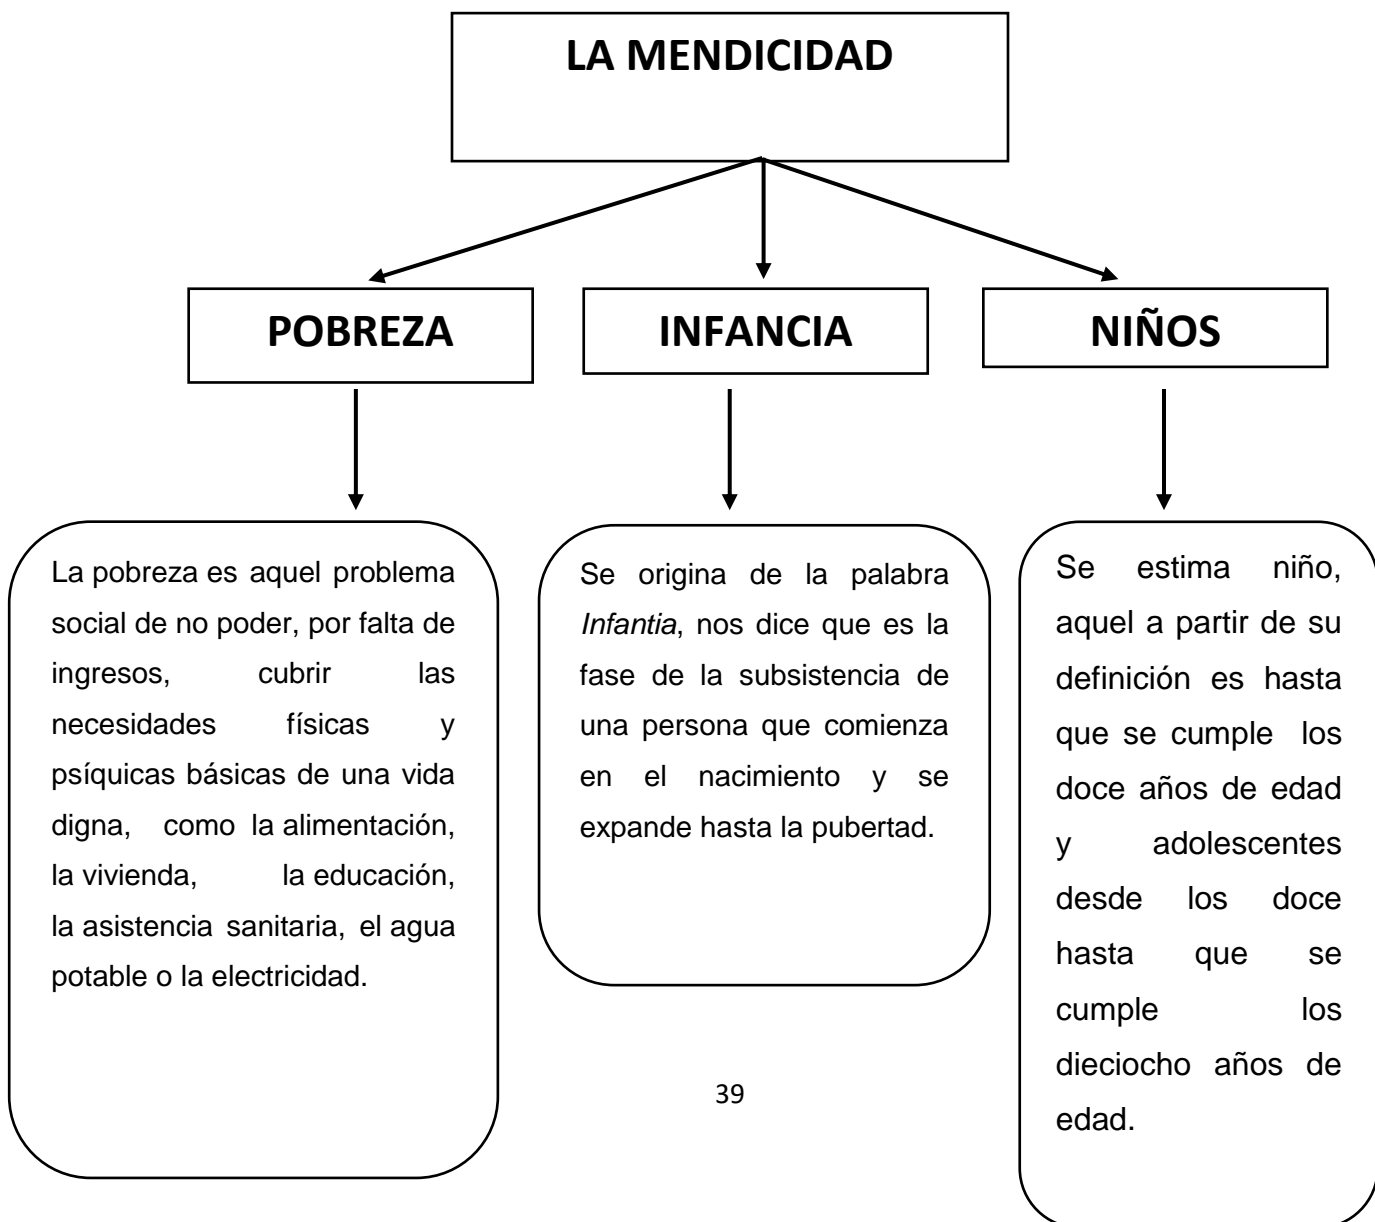 LA MENDICIDAD
POBREZA
INFANCIA
NIÑOS
La pobreza es aquel problema
social de no poder, por falta de
ingresos, cubrir las
necesidades físicas y
psíquicas básicas de una vida
digna, como la alimentación,
la vivienda, la educación,
la asistencia sanitaria, el agua
potable o la electricidad.
Se origina de la palabra
Infantia, nos dice que es la
fase de la subsistencia de
una persona que comienza
en el nacimiento y se
expande hasta la pubertad.
Se estima niño,
aquel a partir de su
definición es hasta
que se cumple los
doce años de edad
y adolescentes
desde los doce
hasta que se
cumple los
dieciocho años de
edad.
39